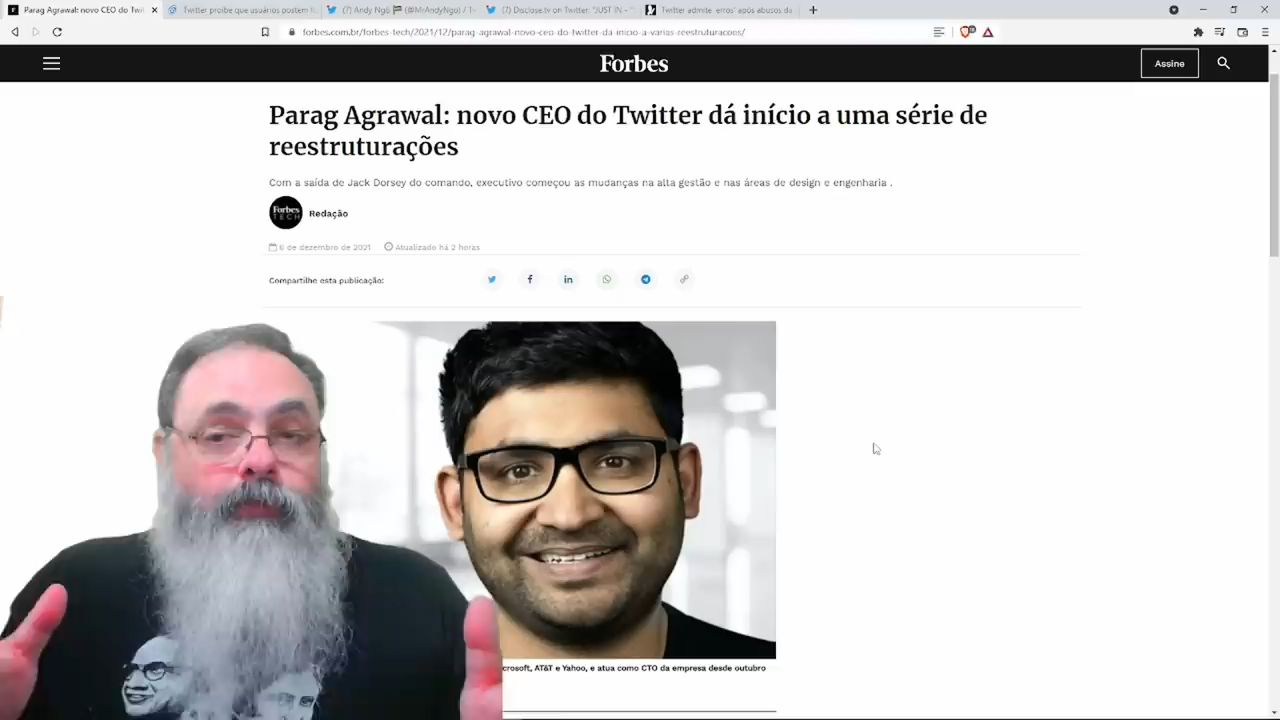 Parag Agrawal: novo CEO do Twit
Twitter proíbe que usuários postem f
(7) Andy Ngô 🏴 (@MrAndyNgo) / T
(7) Disclose.tv on Twitter: "JUST IN -
Twitter admite 'erros' após abusos da
forbes.com.br/forbes-tech/2021/12/parag-agrawal-novo-ceo-do-twitter-da-inicio-a-varias-reestruturacoes/
Forbes
Assine
Parag Agrawal: novo CEO do Twitter dá início a uma série de
reestruturações
Com a saída de Jack Dorsey do comando, executivo começou as mudanças na alta gestão e nas áreas de design e engenharia .
Forbes
TECH
Redação
6 de dezembro de 2021
Atualizado há 2 horas
Compartilhe esta publicação:
crosoft, AT&T e Yahoo, e atua como CTO da empresa desde outubro